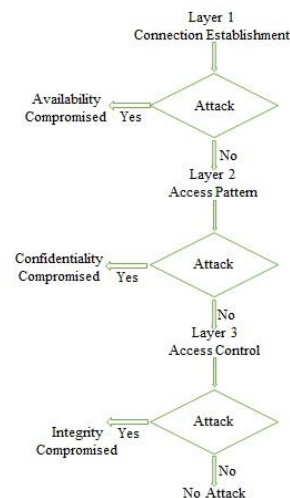 Layer 1
Connection Establishment
Attack
Availability
Compromised
Yes
No
Layer 2
Access Pattern
Attack
Confidentiality
Compromised
Yes
No
Layer 3
Access Control
Attack
Integrity
Compromised
Yes
No
No Attack